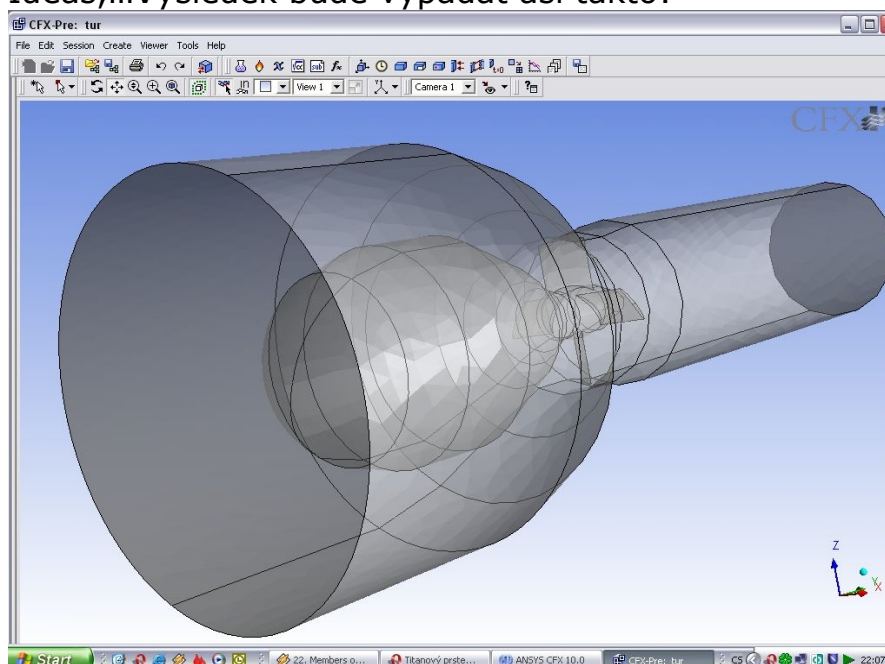 Ideas,...výsledek bude vypadat asi takto:
CFX-Pre: tur
File Edit Session Create Viewer Tools Help
View 1 Camera 1
CFX
Z
Y
X
Start 22. Members o... Titanový prste... ANSYS CFX 10.0 CFX-Pre: tur CS 22:07